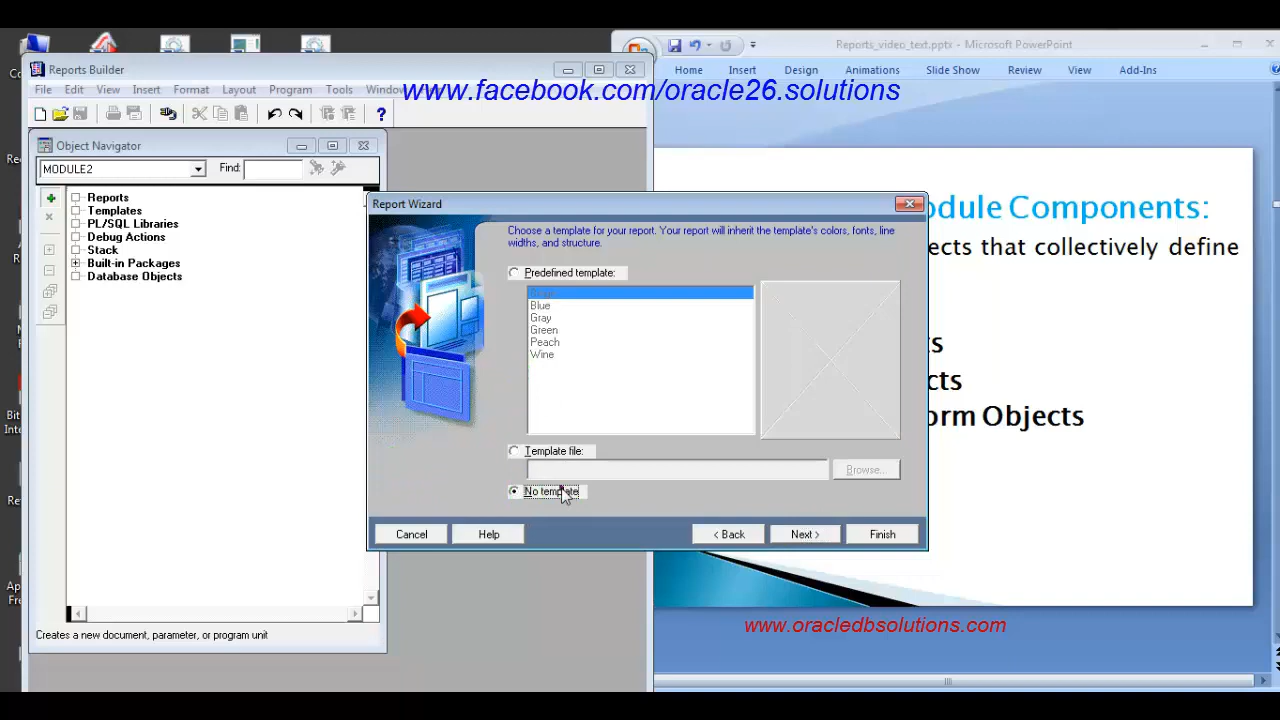 Reports_video_text.pptx - Microsoft PowerPoint
Reports Builder
Home Insert Design Animations Slide Show Review View Add-Ins
File Edit View Insert Format Layout Program Tools Window
www.facebook.com/oracle26.solutions
Object Navigator
MODULE2 Find:
Reports
Templates
PL/SQL Libraries
Debug Actions
Stack
Built-in Packages
Database Objects
Report Wizard
Choose a template for your report. Your report will inherit the template's colors, fonts, line
widths, and structure.
Predefined template:
Blue
Gray
Green
Peach
Wine
Template file:
Browse...
No template
Cancel Help < Back Next > Finish
odule Components:
ects that collectively define
ts
cts
orm Objects
Creates a new document, parameter, or program unit
www.oracledbsolutions.com